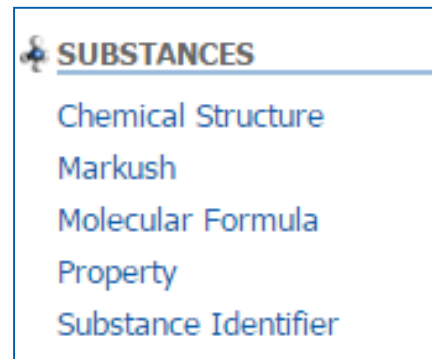 SUBSTANCES
Chemical Structure
Markush
Molecular Formula
Property
Substance Identifier